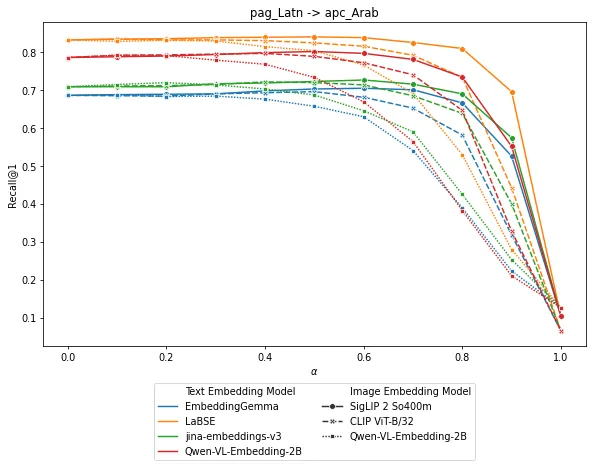 pag_Latn -> apc_Arab
Recall@1
0.8
0.7
0.6
0.5
0.4
0.3
0.2
0.1
0.0 0.2 0.4 0.6 0.8 1.0
α
Text Embedding Model
EmbeddingGemma
LaBSE
jina-embeddings-v3
Qwen-VL-Embedding-2B
Image Embedding Model
SigLIP 2 So400m
CLIP ViT-B/32
Qwen-VL-Embedding-2B